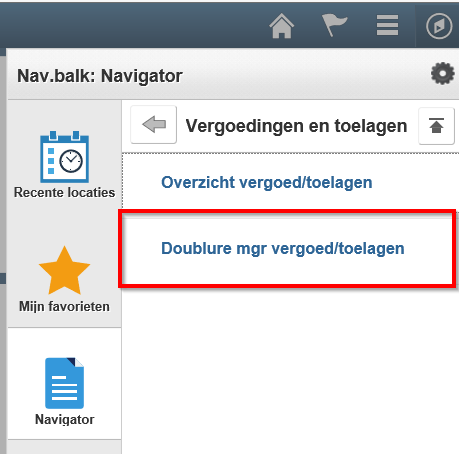 Nav.balk: Navigator
Vergoedingen en toelagen
Recente locaties
Overzicht vergoed/toelagen
Doublure mgr vergoed/toelagen
Mijn favorieten
Navigator